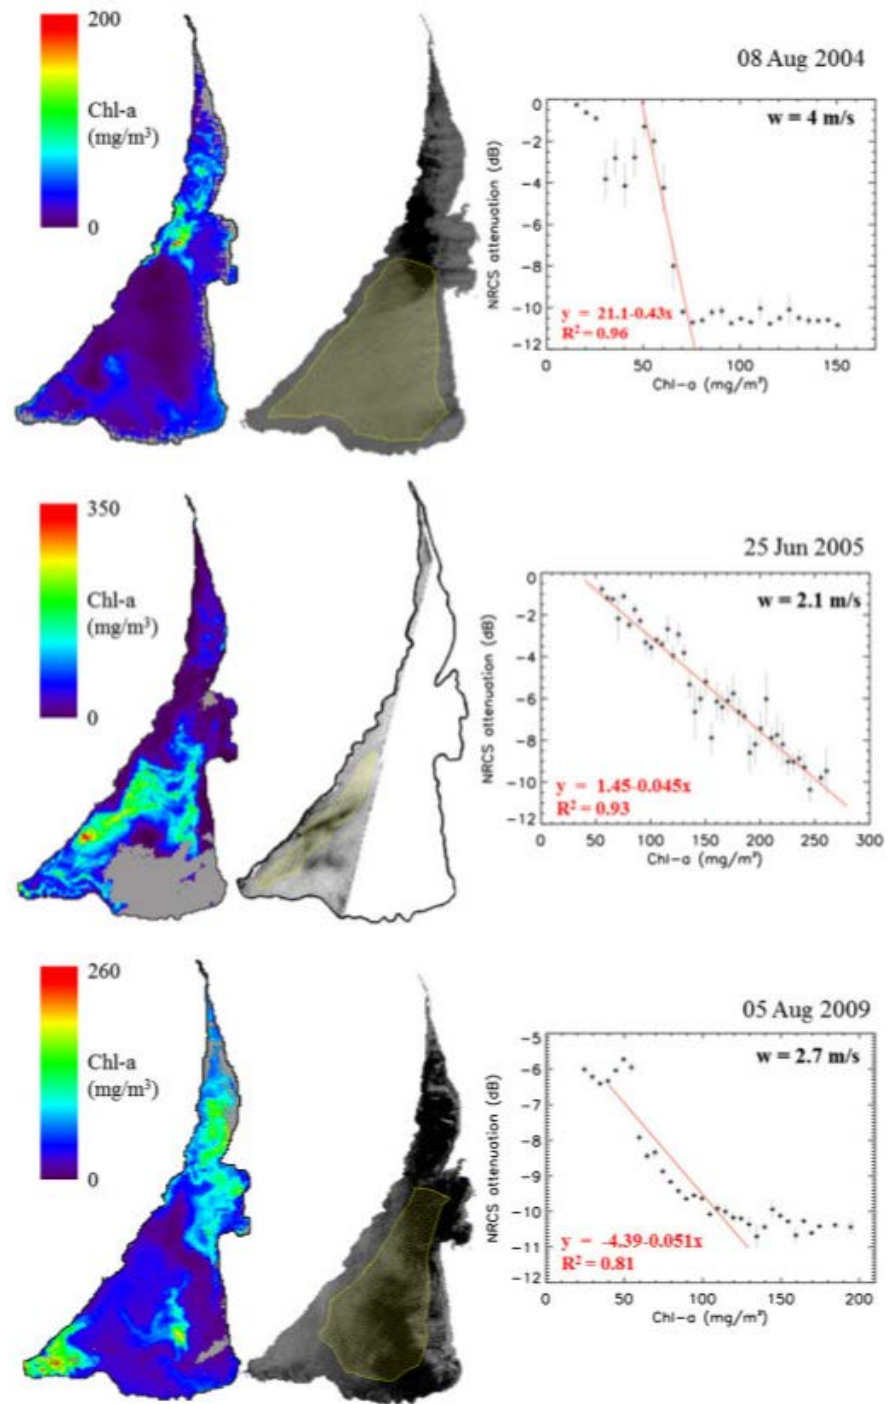 200
Chl-a
(mg/m³)
0
08 Aug 2004
w = 4 m/s
NRCS attenuation (dB)
0
-2
-4
-6
-8
-10
-12
y = 21.1-0.43x
R² = 0.96
0 50 100 150
Chl-a (mg/m³)
350
Chl-a
(mg/m³)
0
25 Jun 2005
w = 2.1 m/s
NRCS attenuation (dB)
0
-2
-4
-6
-8
-10
-12
y = 1.45-0.045x
R² = 0.93
0 50 100 150 200 250 300
Chl-a (mg/m³)
260
Chl-a
(mg/m³)
0
05 Aug 2009
w = 2.7 m/s
NRCS attenuation (dB)
-5
-6
-7
-8
-9
-10
-11
-12
y = -4.39-0.051x
R² = 0.81
0 50 100 150 200
Chl-a (mg/m³)